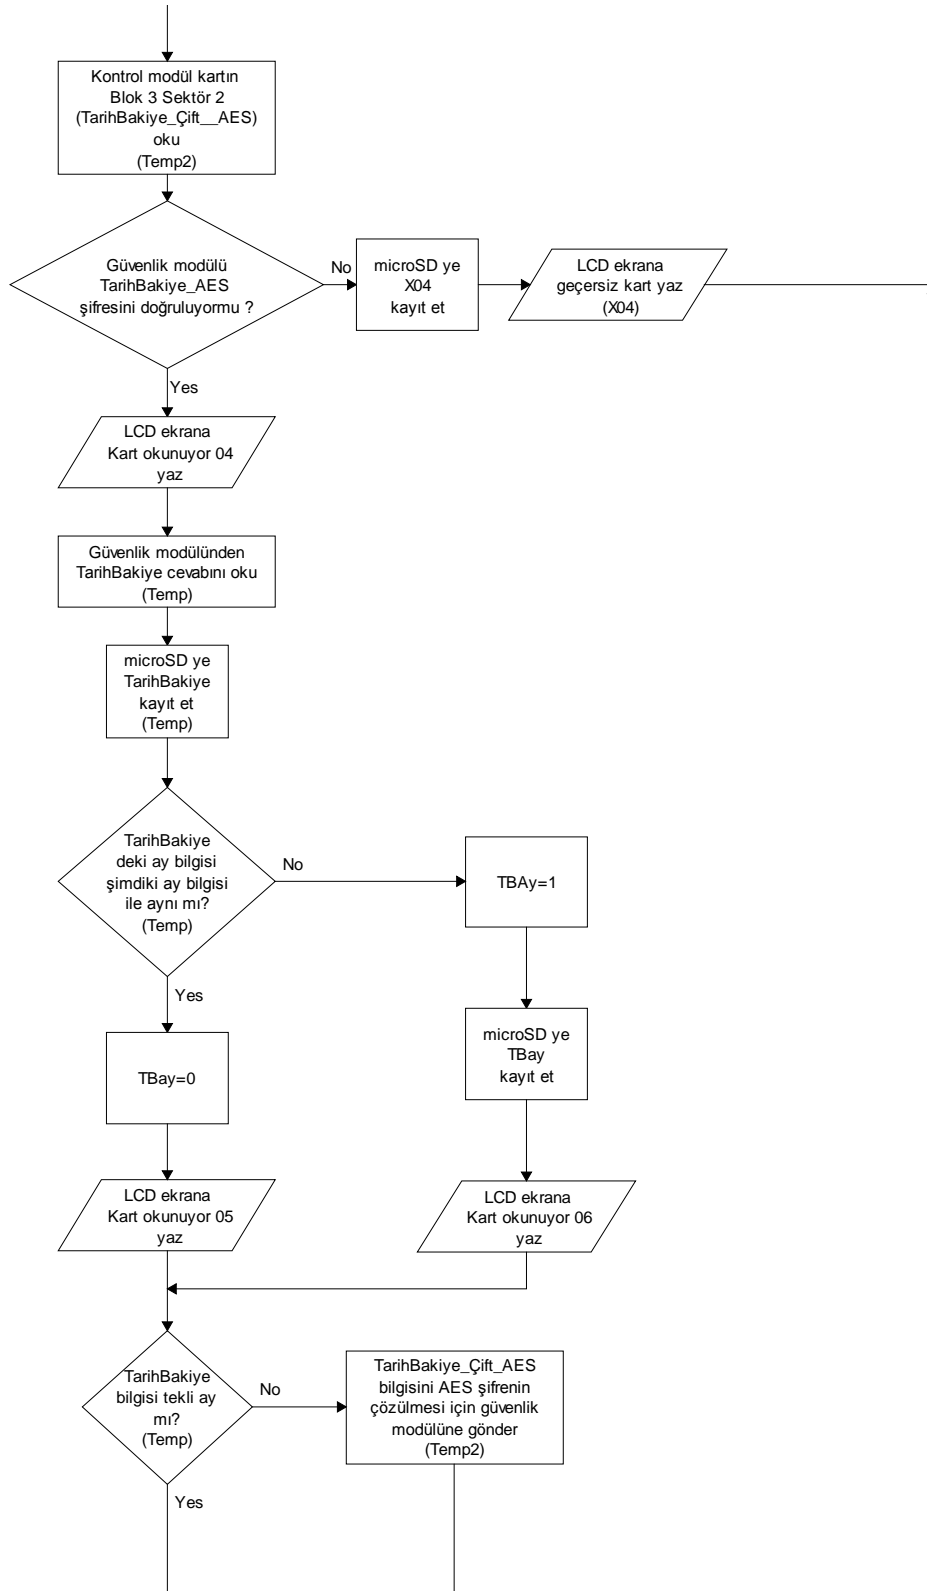 Kontrol modül kartın
Blok 3 Sektör 2
(TarihBakiye_Çift__AES)
oku
(Temp2)
Güvenlik modülü
TarihBakiye_AES
şifresini doğruluyormu ?
No
microSD ye
X04
kayıt et
LCD ekrana
geçersiz kart yaz
(X04)
Yes
LCD ekrana
Kart okunuyor 04
yaz
Güvenlik modülünden
TarihBakiye cevabını oku
(Temp)
microSD ye
TarihBakiye
kayıt et
(Temp)
TarihBakiye
deki ay bilgisi
şimdiki ay bilgisi
ile aynı mı?
(Temp)
No
TBAy=1
Yes
microSD ye
TBay
kayıt et
TBay=0
LCD ekrana
Kart okunuyor 05
yaz
LCD ekrana
Kart okunuyor 06
yaz
TarihBakiye
bilgisi tekli ay
mı?
(Temp)
No
TarihBakiye_Çift_AES
bilgisini AES şifrenin
çözülmesi için güvenlik
modülüne gönder
(Temp2)
Yes